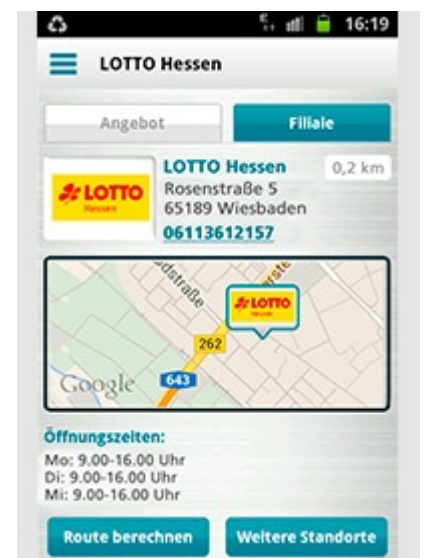 16:19
LOTTO Hessen
Angebot
Filiale
LOTTO
Hessen
LOTTO Hessen
0,2 km
Rosenstraße 5
65189 Wiesbaden
06113612157
dstraße
erste
LOTTO
262
643
Google
Öffnungszeiten:
Mo: 9.00-16.00 Uhr
Di: 9.00-16.00 Uhr
Mi: 9.00-16.00 Uhr
Route berechnen
Weitere Standorte